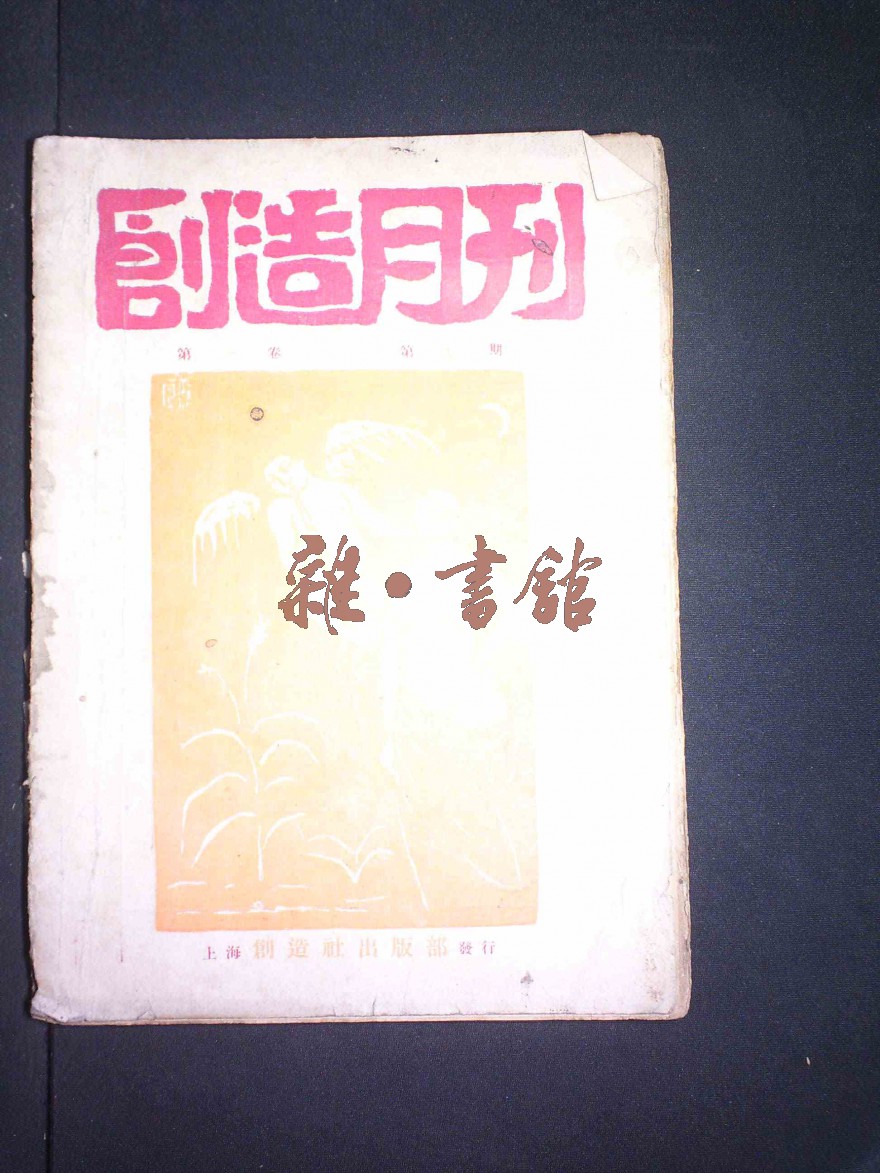 創造月刊
第一卷 第 期
雜・書舘
上海 創造社出版部 發行